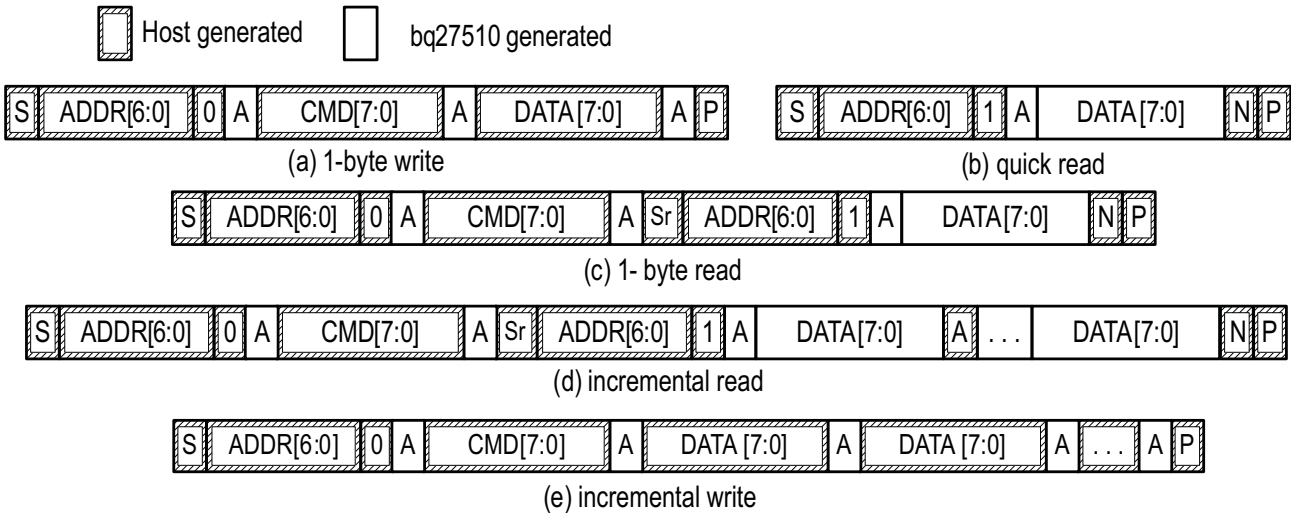 Host generated bq27510 generated
S ADDR[6:0] 0 A CMD[7:0] A DATA[7:0] A P S ADDR[6:0] 1 A DATA[7:0] N P
(a) 1-byte write (b) quick read
S ADDR[6:0] 0 A CMD[7:0] A Sr ADDR[6:0] 1 A DATA[7:0] N P
(c) 1- byte read
S ADDR[6:0] 0 A CMD[7:0] A Sr ADDR[6:0] 1 A DATA[7:0] A . . . DATA[7:0] N P
(d) incremental read
S ADDR[6:0] 0 A CMD[7:0] A DATA [7:0] A DATA [7:0] A . . . A P
(e) incremental write